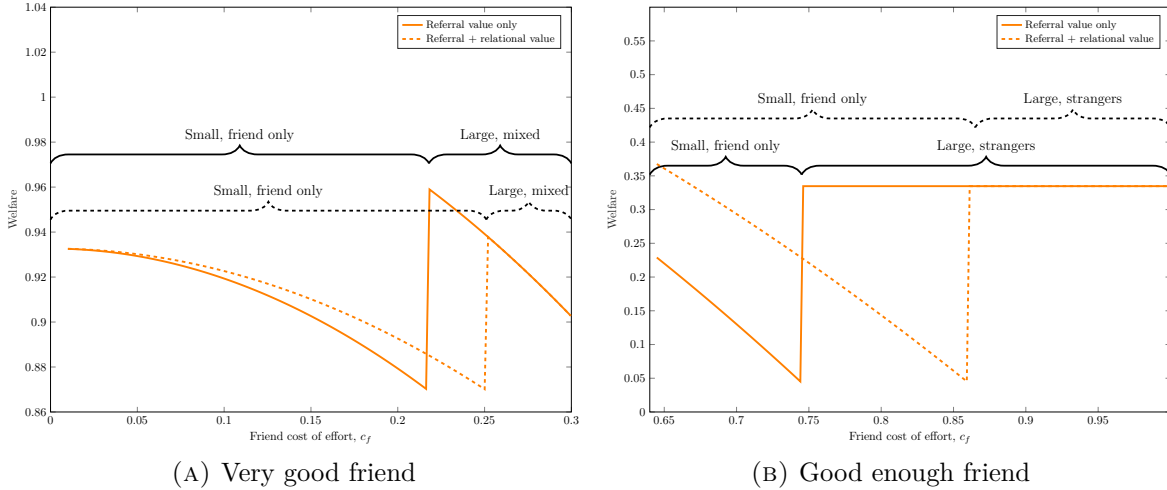 1.04
1.02
1
0.98
0.96
0.94
0.92
0.9
0.88
0.86
Welfare
0
0.05
0.1
0.15
0.2
0.25
0.3
Friend cost of effort, c_f
Referral value only
Referral + relational value
Small, friend only
Large, mixed
Small, friend only
Large, mixed
(A) Very good friend
0.55
0.5
0.45
0.4
0.35
0.3
0.25
0.2
0.15
0.1
0.05
0
Welfare
0.65
0.7
0.75
0.8
0.85
0.9
0.95
Friend cost of effort, c_f
Referral value only
Referral + relational value
Small, friend only
Large, strangers
Small, friend only
Large, strangers
(B) Good enough friend